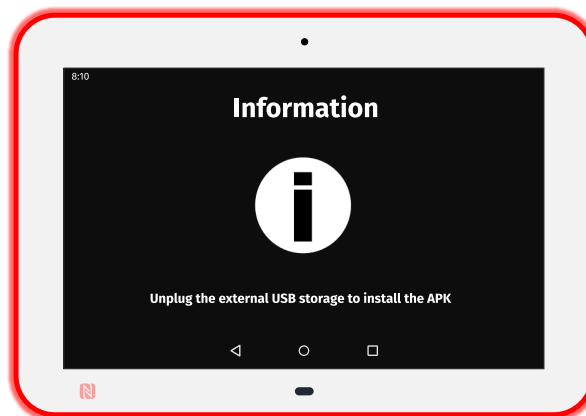 8:10
Information
i
Unplug the external USB storage to install the APK
N